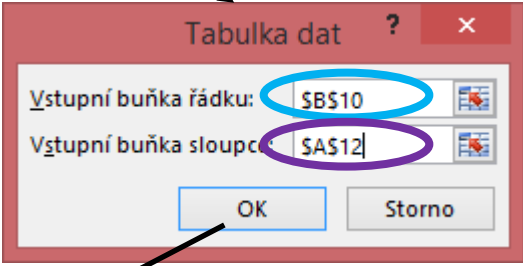 Tabulka dat ? ×
Vstupní buňka řádku: $B$10
Vstupní buňka sloupce: $A$12
OK Storno